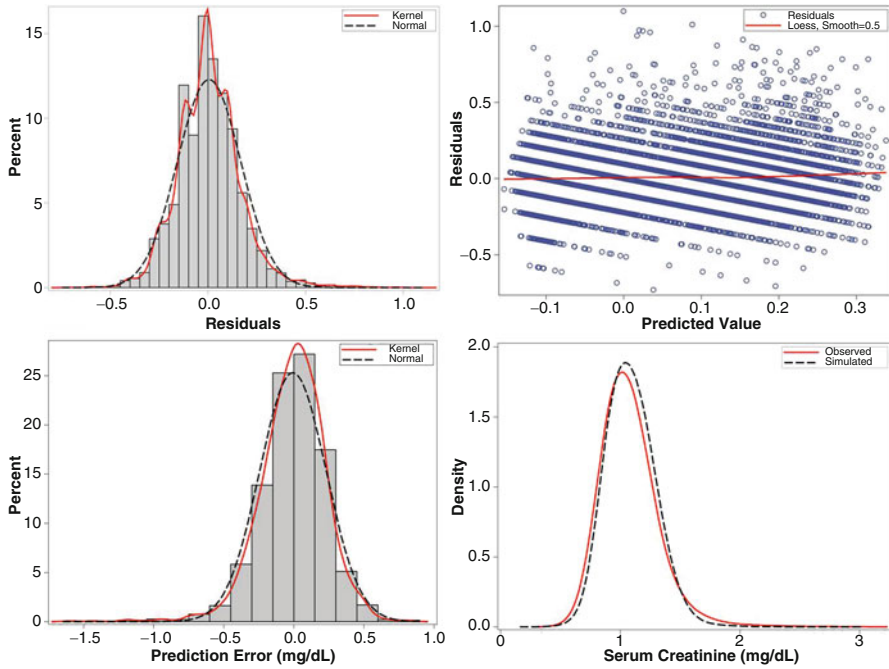 Kernel
Normal
15
10
5
0
Percent
−0.5
0.0
0.5
1.0
Residuals
Residuals
Loess, Smooth=0.5
1.0
0.5
0.0
−0.5
Residuals
−0.1
0.0
0.1
0.2
0.3
Predicted Value
Kernel
Normal
25
20
15
10
5
0
Percent
−1.5
−1.0
−0.5
0.0
0.5
1.0
Prediction Error (mg/dL)
Observed
Simulated
2.0
1.5
1.0
0.5
0.0
Density
0
1
2
3
Serum Creatinine (mg/dL)